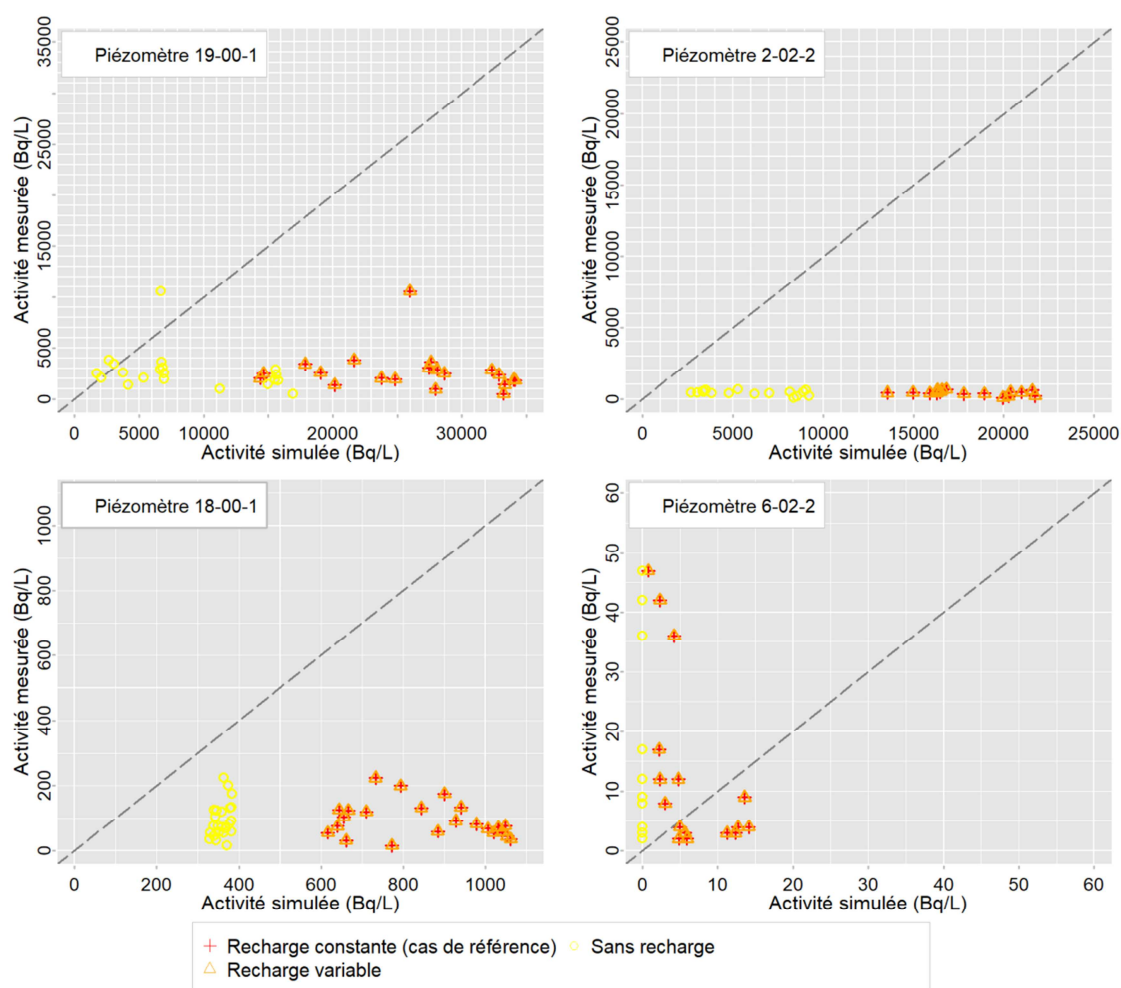 Piézomètre 19-00-1
Activité mesurée (Bq/L)
35000
25000
15000
5000
0
0 5000 10000 20000 30000
Activité simulée (Bq/L)
Piézomètre 2-02-2
Activité mesurée (Bq/L)
25000
20000
15000
10000
5000
0
0 5000 10000 15000 20000 25000
Activité simulée (Bq/L)
Piézomètre 18-00-1
Activité mesurée (Bq/L)
1000
800
600
400
200
0
0 200 400 600 800 1000
Activité simulée (Bq/L)
Piézomètre 6-02-2
Activité mesurée (Bq/L)
60
50
40
30
20
10
0
0 10 20 30 40 50 60
Activité simulée (Bq/L)
Recharge constante (cas de référence) Sans recharge
Recharge variable